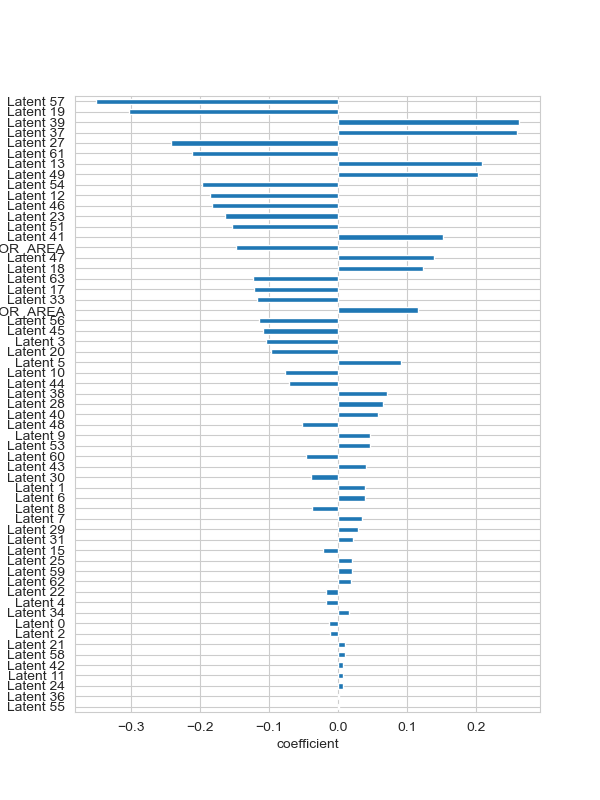 Latent 57
Latent 19
Latent 39
Latent 37
Latent 27
Latent 61
Latent 13
Latent 49
Latent 54
Latent 12
Latent 46
Latent 23
Latent 51
Latent 41
OR_AREA
Latent 47
Latent 18
Latent 63
Latent 17
Latent 33
OR_AREA
Latent 56
Latent 45
Latent 3
Latent 20
Latent 5
Latent 10
Latent 44
Latent 38
Latent 28
Latent 40
Latent 48
Latent 9
Latent 53
Latent 60
Latent 43
Latent 30
Latent 1
Latent 6
Latent 8
Latent 7
Latent 29
Latent 31
Latent 15
Latent 25
Latent 59
Latent 62
Latent 22
Latent 4
Latent 34
Latent 0
Latent 2
Latent 21
Latent 58
Latent 42
Latent 11
Latent 24
Latent 36
Latent 55
−0.3 −0.2 −0.1 0.0 0.1 0.2
coefficient